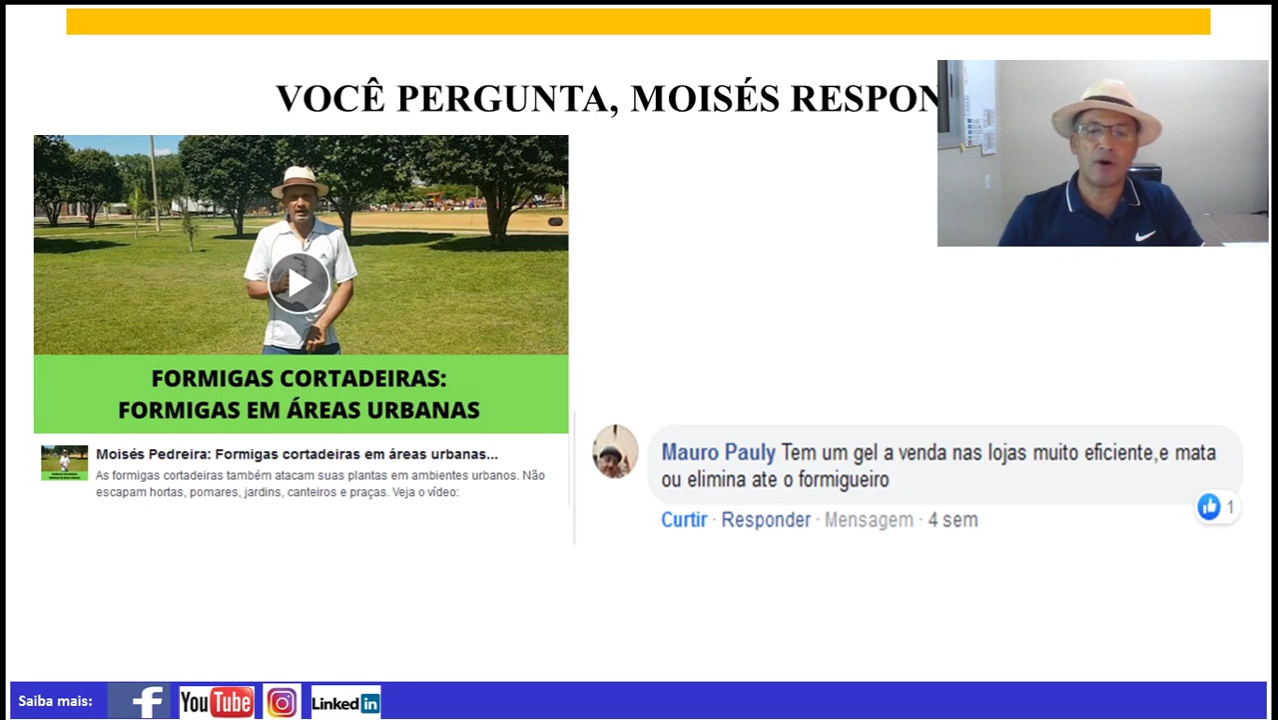 VOCÊ PERGUNTA, MOISÉS RESPON
FORMIGAS CORTADEIRAS:
FORMIGAS EM ÁREAS URBANAS
Moisés Pedreira: Formigas cortadeiras em áreas urbanas...
As formigas cortadeiras também atacam suas plantas em ambientes urbanos. Não
escapam hortas, pomares, jardins, canteiros e praças. Veja o vídeo:
Mauro Pauly Tem um gel a venda nas lojas muito eficiente,e mata
ou elimina ate o formigueiro
1
Curtir · Responder · Mensagem · 4 sem
Saiba mais:
YouTube
Linked in